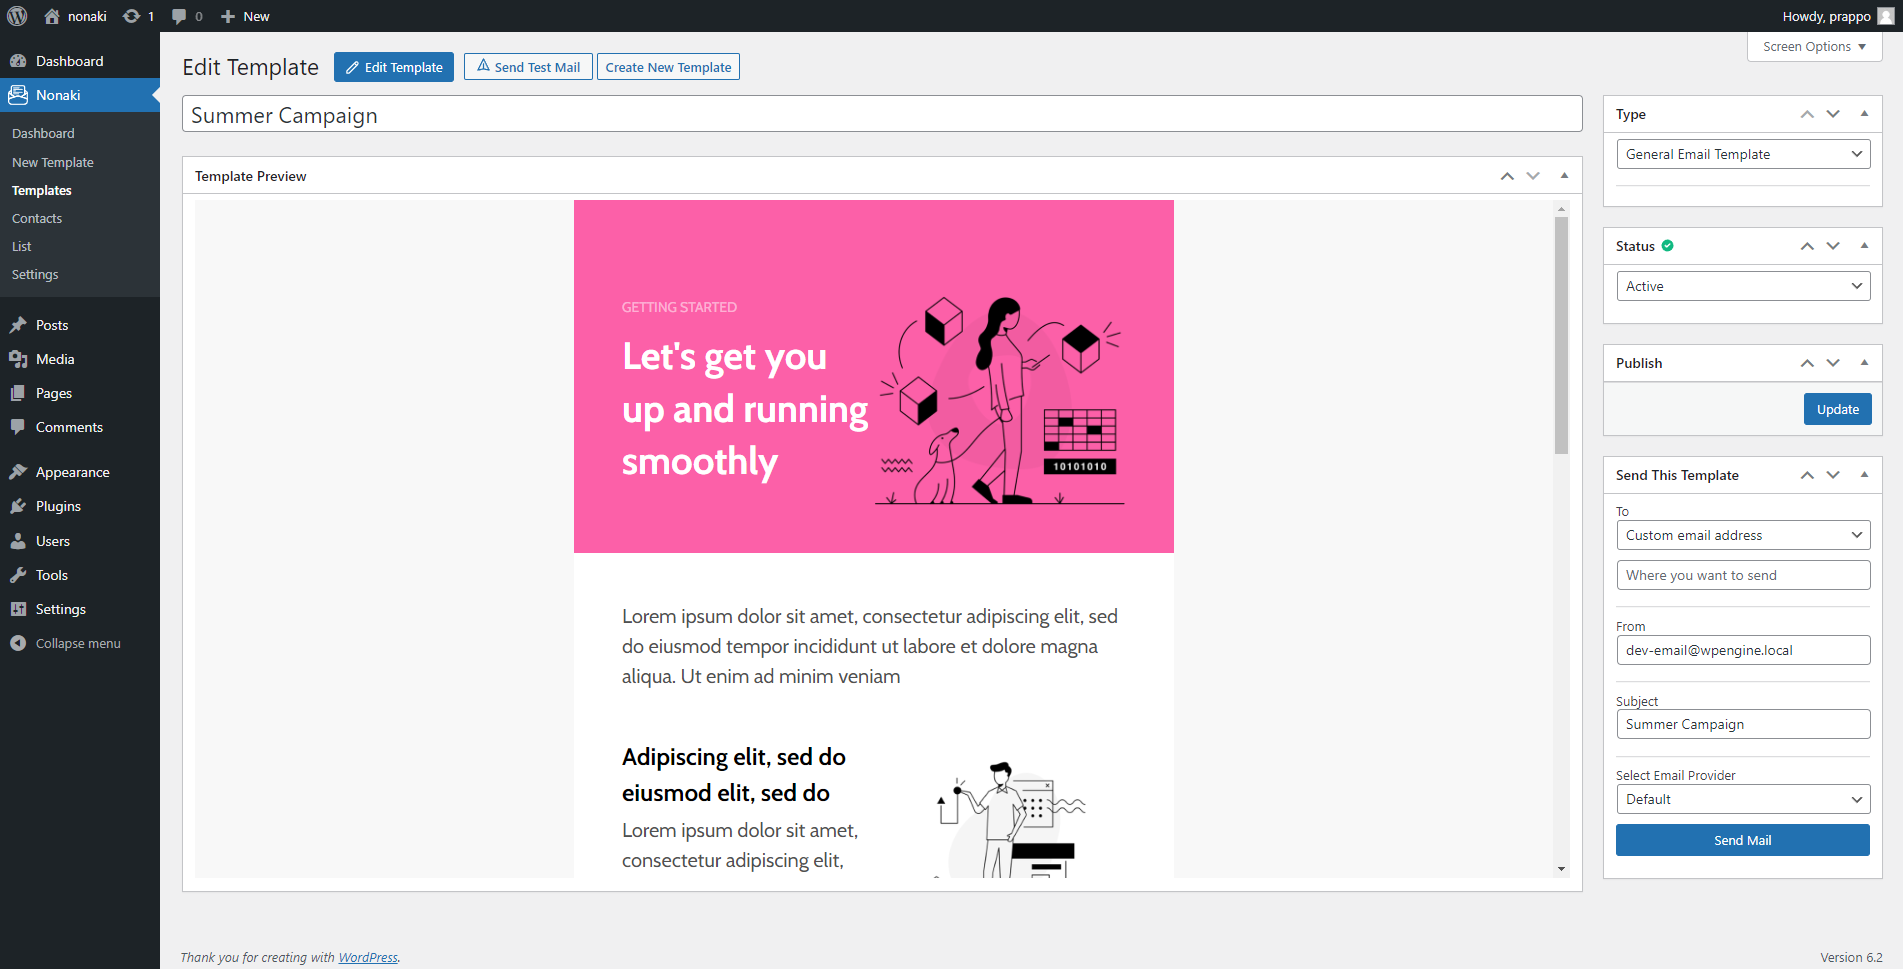 nonaki
1
0
New
Howdy, prappo
Screen Options
Dashboard
Nonaki
Dashboard
New Template
Templates
Contacts
List
Settings
Posts
Media
Pages
Comments
Appearance
Plugins
Users
Tools
Settings
Collapse menu
Edit Template
Edit Template
Send Test Mail
Create New Template
Summer Campaign
Template Preview
GETTING STARTED
Let's get you
up and running
smoothly
10101010
Lorem ipsum dolor sit amet, consectetur adipiscing elit, sed
do eiusmod tempor incididunt ut labore et dolore magna
aliqua. Ut enim ad minim veniam
Adipiscing elit, sed do
eiusmod elit, sed do
Lorem ipsum dolor sit amet,
consectetur adipiscing elit,
Type
General Email Template
Status
Active
Publish
Update
Send This Template
To
Custom email address
Where you want to send
From
dev-email@wpengine.local
Subject
Summer Campaign
Select Email Provider
Default
Send Mail
Thank you for creating with WordPress.
Version 6.2